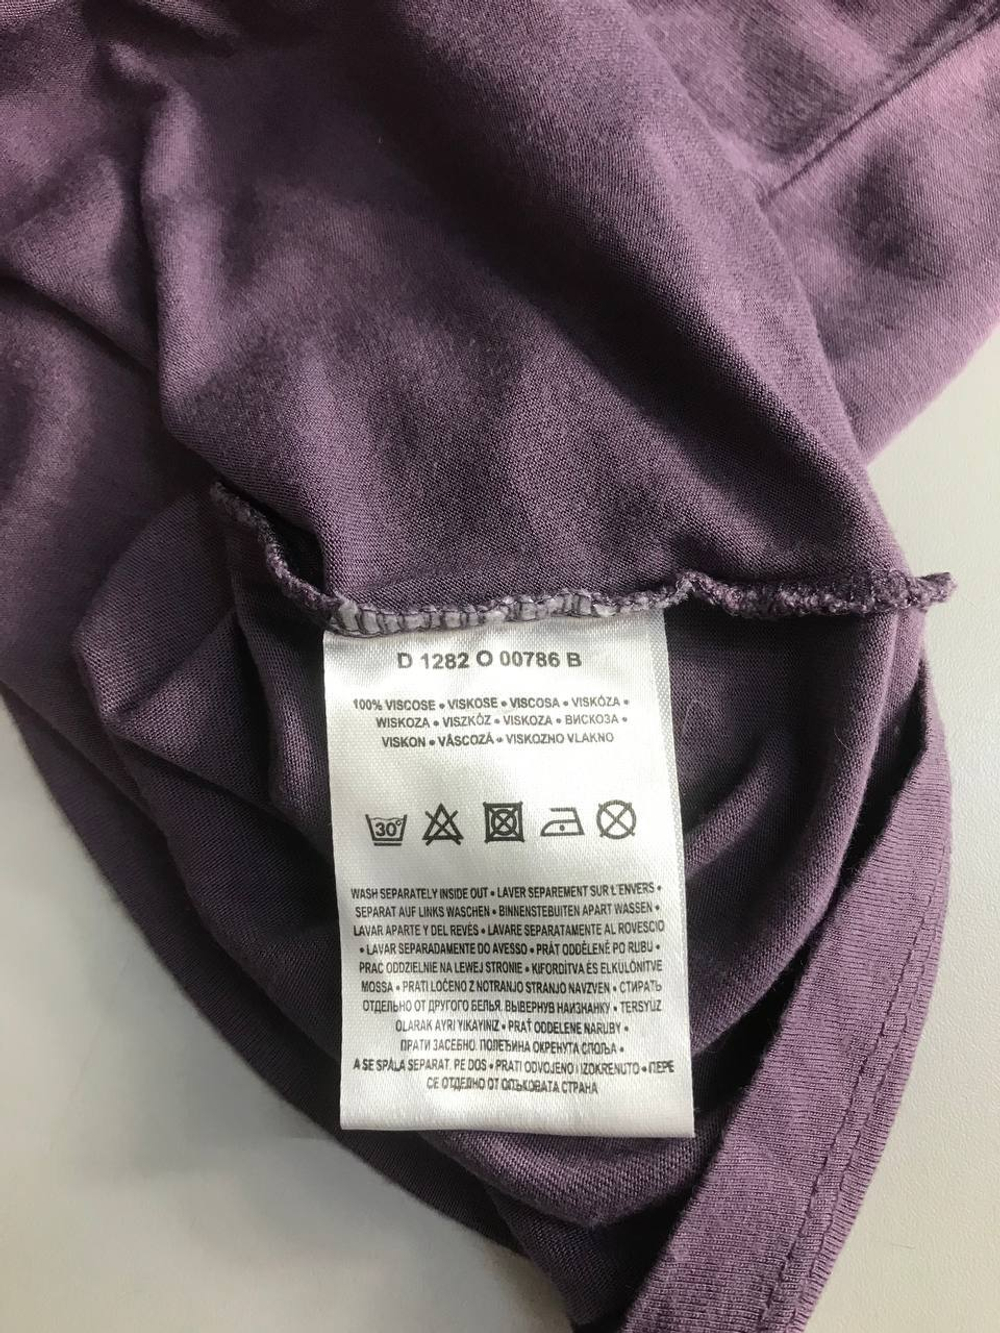 D 1282 O 00786 B
100% VISCOSE • VISKOSE • VISCOSA • VISKÓZA •
WISKOZA • VISZKÓZ • VISKOZA • ВИСКОЗА •
VISKON • VÂSCOZÁ • VISKOZNO VLAKNO
30°
WASH SEPARATELY INSIDE OUT • LAVER SEPAREMENT SUR L'ENVERS •
SEPARAT AUF LINKS WASCHEN • BINNENSTEBUITEN APART WASSEN •
LAVAR APARTE Y DEL REVÉS • LAVARE SEPARATAMENTE AL ROVESCIO
• LAVAR SEPARADAMENTE DO AVESSO • PRÁT ODDĚLENĚ PO RUBU •
PRAĆ ODDZIELNIE NA LEWEJ STRONIE • KIFORDÍTVA ÉS ELKÜLÖNÍTVE
MOSSA • PRATI LOČENO Z NOTRANJO STRANJO NAVZVEN • СТИРАТЬ
ОТДЕЛЬНО ОТ ДРУГОГО БЕЛЬЯ. ВЫВЕРНУВ НАИЗНАНКУ • TERSYÜZ
OLARAK AYRI YIKAYINIZ • PRAŤ ODDELENE NARUBY •
ПРАТИ ЗАСЕБНО. ПОЛЕЂИНА ОКРЕНУТА СПОЉА •
A SE SPĂLA SEPARAT. PE DOS • PRATI ODVOJENO I IZOKRENUTO • ПЕРЕ
СЕ ОТДЕЛНО ОТ ОПЪКОВАТА СТРАНА